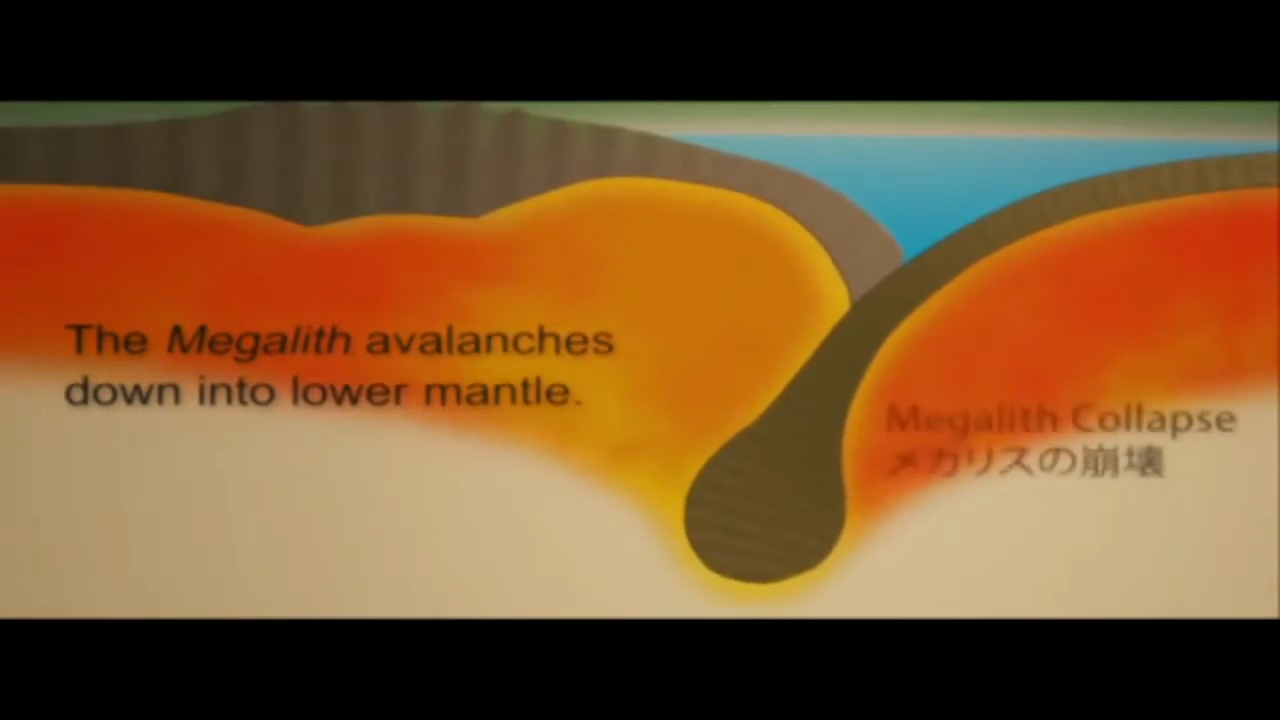 The Megalith avalanches
down into lower mantle.
Megalith Collapse
メガリスの崩壊